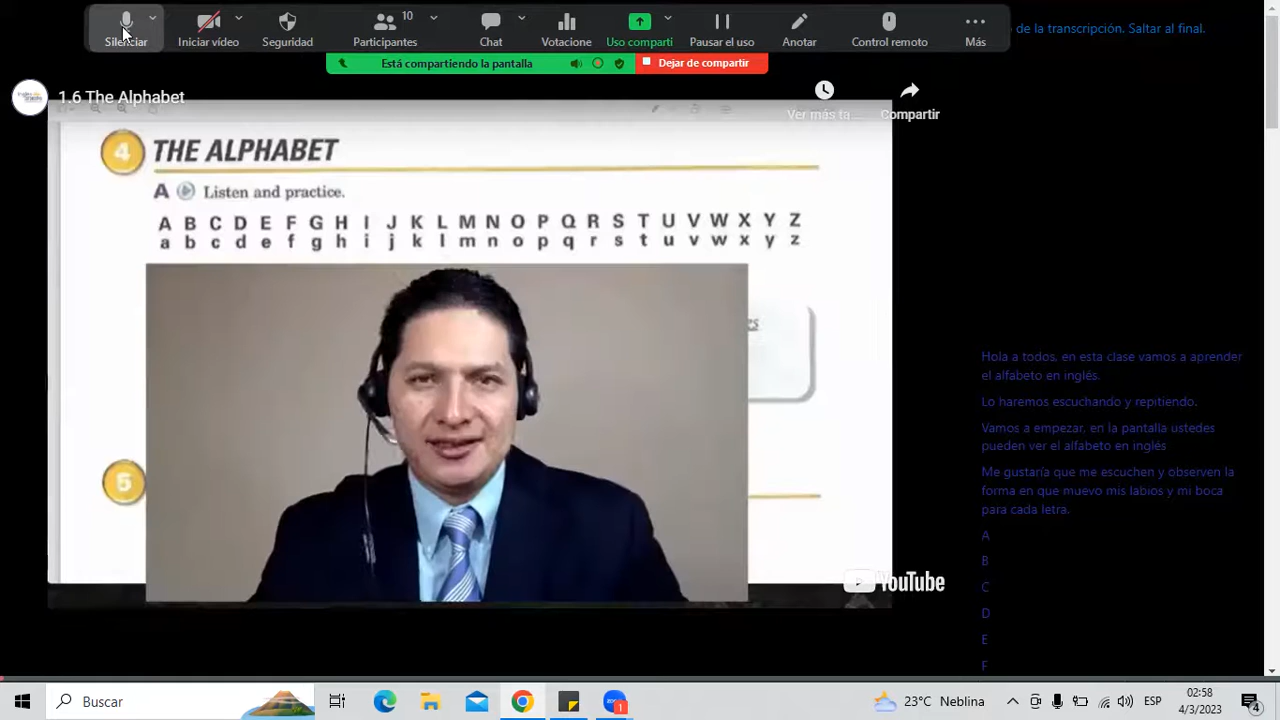 10
Silenciar
Iniciar vídeo
Seguridad
Participantes
Chat
Votacione
Uso comparti
Pausar el uso
Anotar
Control remoto
Más
de la transcripción. Saltar al final.
Está compartiendo la pantalla
Dejar de compartir
1.6 The Alphabet
Ver más ta...
Compartir
4 THE ALPHABET
A Listen and practice.
A B C D E F G H I J K L M N O P Q R S T U V W X Y Z
a b c d e f g h i j k l m n o p q r s t u v w x y z
5
YouTube
Hola a todos, en esta clase vamos a aprender
el alfabeto en inglés.
Lo haremos escuchando y repitiendo.
Vamos a empezar, en la pantalla ustedes
pueden ver el alfabeto en inglés
Me gustaría que me escuchen y observen la
forma en que muevo mis labios y mi boca
para cada letra.
A
B
C
D
E
F
Buscar
1
23°C Neblina
ESP
02:58
4/3/2023
4